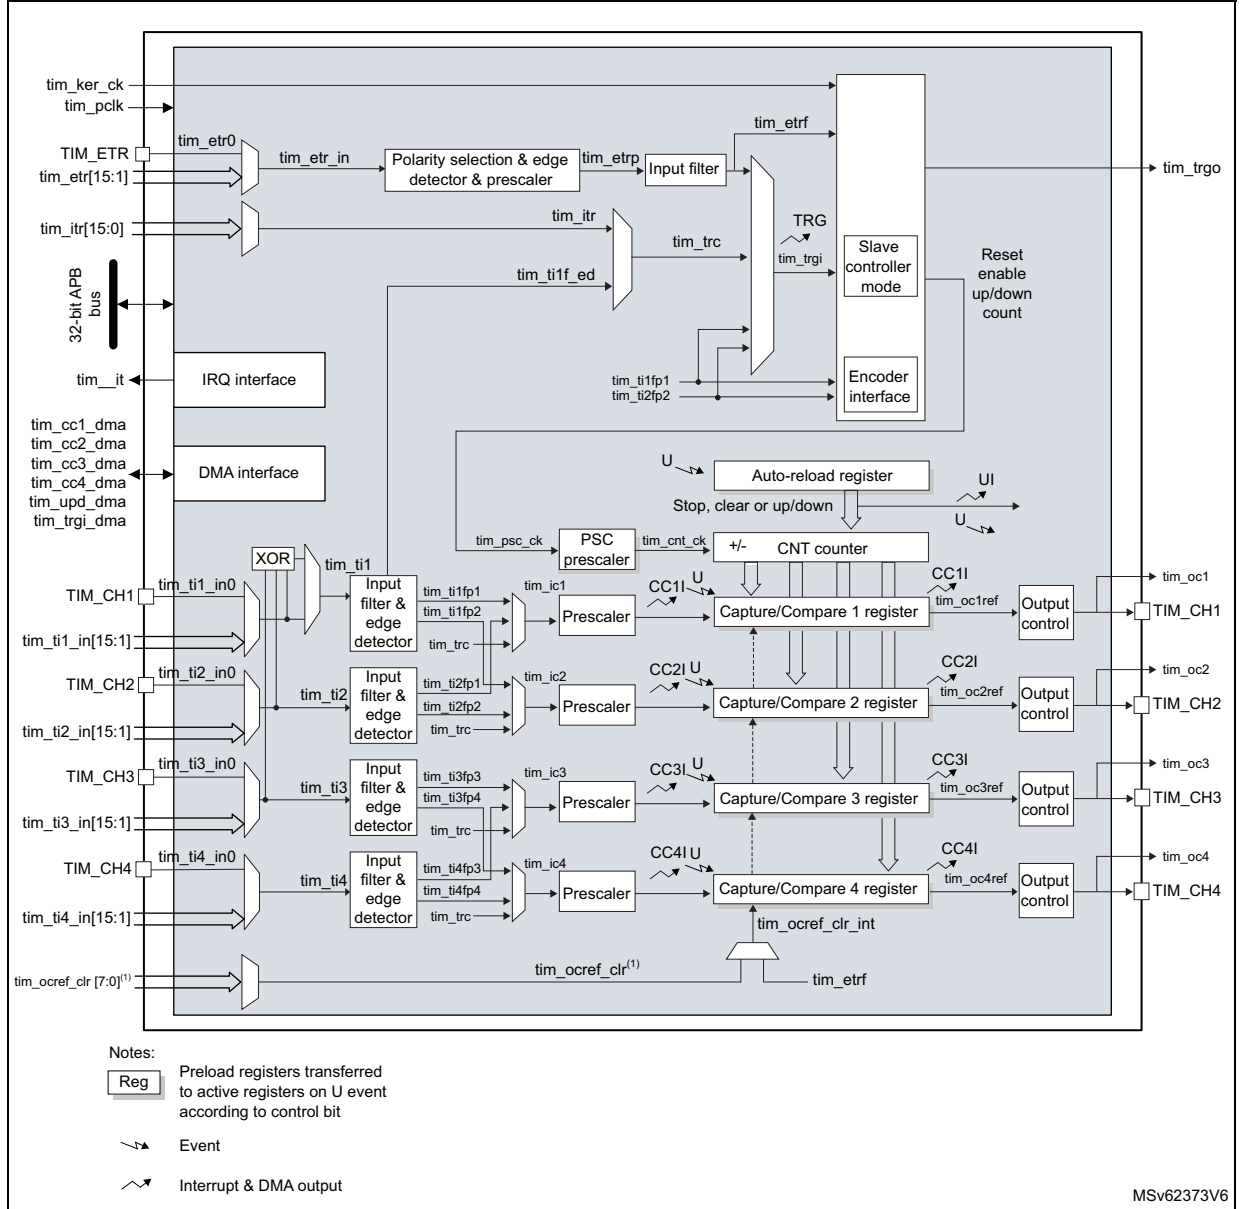 tim_ker_ck
tim_pclk
TIM_ETR
tim_etr0
tim_etr[15:1]
tim_etr_in
Polarity selection & edge
detector & prescaler
tim_etrp
Input filter
tim_etrf
tim_trgo
tim_itr[15:0]
tim_itr
tim_ti1f_ed
tim_trc
TRG
tim_trgi
Slave
controller
mode
Reset
enable
up/down
count
32-bit APB
bus
tim__it
IRQ interface
tim_ti1fp1
tim_ti2fp2
Encoder
interface
tim_cc1_dma
tim_cc2_dma
tim_cc3_dma
tim_cc4_dma
tim_upd_dma
tim_trgi_dma
DMA interface
U
Auto-reload register
UI
Stop, clear or up/down
U
tim_psc_ck
PSC
prescaler
tim_cnt_ck
+/-
CNT counter
XOR
tim_ti1
TIM_CH1
tim_ti1_in0
tim_ti1_in[15:1]
Input
filter &
edge
detector
tim_ti1fp1
tim_ti1fp2
tim_trc
tim_ic1
Prescaler
CC1I
U
Capture/Compare 1 register
CC1I
tim_oc1ref
Output
control
tim_oc1
TIM_CH1
TIM_CH2
tim_ti2_in0
tim_ti2_in[15:1]
tim_ti2
Input
filter &
edge
detector
tim_ti2fp1
tim_ti2fp2
tim_trc
tim_ic2
Prescaler
CC2I
U
Capture/Compare 2 register
CC2I
tim_oc2ref
Output
control
tim_oc2
TIM_CH2
TIM_CH3
tim_ti3_in0
tim_ti3_in[15:1]
tim_ti3
Input
filter &
edge
detector
tim_ti3fp3
tim_ti3fp4
tim_trc
tim_ic3
Prescaler
CC3I
U
Capture/Compare 3 register
CC3I
tim_oc3ref
Output
control
tim_oc3
TIM_CH3
TIM_CH4
tim_ti4_in0
tim_ti4_in[15:1]
tim_ti4
Input
filter &
edge
detector
tim_ti4fp3
tim_ti4fp4
tim_trc
tim_ic4
Prescaler
CC4I
U
Capture/Compare 4 register
CC4I
tim_oc4ref
Output
control
tim_oc4
TIM_CH4
tim_ocref_clr_int
tim_ocref_clr [7:0](1)
tim_ocref_clr(1)
tim_etrf
Notes:
Reg
Preload registers transferred
to active registers on U event
according to control bit
Event
Interrupt & DMA output
MSv62373V6